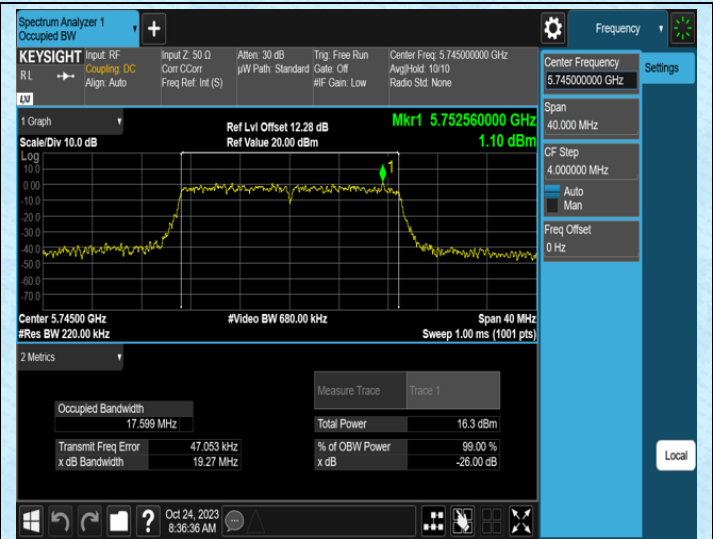 Spectrum Analyzer 1
Occupied BW
Frequency
KEYSIGHT
R L
LXI
Input: RF
Coupling: DC
Align: Auto
Input Z: 50 Ω
Corr CCorr
Freq Ref: Int (S)
Atten: 30 dB
µW Path: Standard
Trig: Free Run
Gate: Off
#IF Gain: Low
Center Freq: 5.745000000 GHz
Avg|Hold: 10/10
Radio Std: None
Center Frequency
5.745000000 GHz
Settings
Span
40.000 MHz
CF Step
4.000000 MHz
Auto
Man
Freq Offset
0 Hz
1 Graph
Scale/Div 10.0 dB
Ref Lvl Offset 12.28 dB
Ref Value 20.00 dBm
Mkr1 5.752560000 GHz
1.10 dBm
Log
10.0
0.00
-10.0
-20.0
-30.0
-40.0
-50.0
-60.0
-70.0
1
Center 5.74500 GHz
#Res BW 220.00 kHz
#Video BW 680.00 kHz
Span 40 MHz
Sweep 1.00 ms (1001 pts)
2 Metrics
Measure Trace Trace 1
Occupied Bandwidth
17.599 MHz
Total Power 16.3 dBm
Transmit Freq Error 47.053 kHz
% of OBW Power 99.00 %
x dB Bandwidth 19.27 MHz
x dB -26.00 dB
Local
?
Oct 24, 2023
8:36:36 AM